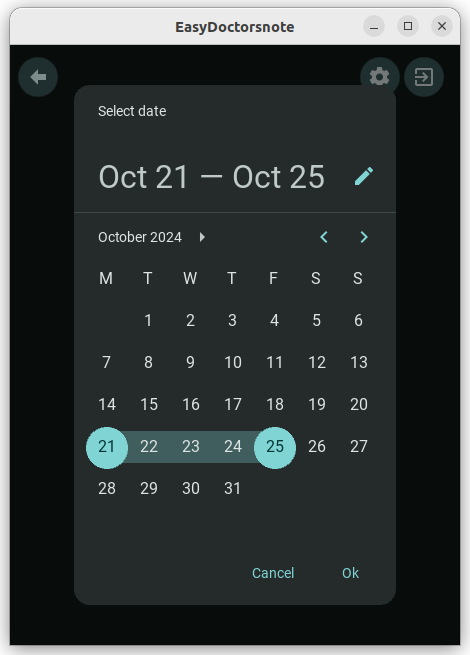 EasyDoctorsnote
Select date
Oct 21 — Oct 25
October 2024
M T W T F S S
1 2 3 4 5 6
7 8 9 10 11 12 13
14 15 16 17 18 19 20
21 22 23 24 25 26 27
28 29 30 31
Cancel Ok